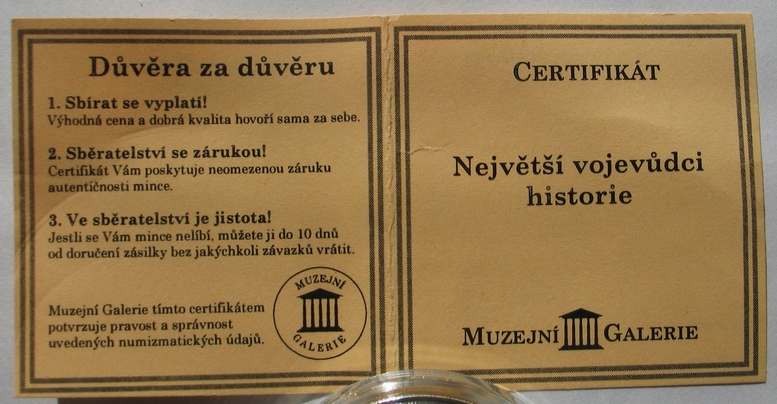 Důvěra za důvěru
1. Sbírat se vyplatí!
Výhodná cena a dobrá kvalita hovoří sama za sebe.
2. Sběratelství se zárukou!
Certifikát Vám poskytuje neomezenou záruku
autentičnosti mince.
3. Ve sběratelství je jistota!
Jestli se Vám mince nelíbí, můžete ji do 10 dnů
od doručení zásilky bez jakýchkoli závazků vrátit.
Muzejní Galerie tímto certifikátem
potvrzuje pravost a správnost
uvedených numizmatických údajů.
MUZEJNÍ
GALERIE
CERTIFIKÁT
Největší vojevůdci
historie
MUZEJNÍ GALERIE